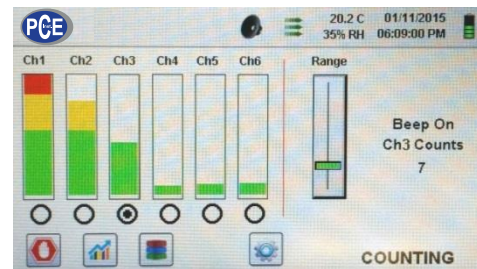 PCE
Inst.
20.2 C 01/11/2015
35% RH 06:09:00 PM
Ch1 Ch2 Ch3 Ch4 Ch5 Ch6 Range
Beep On
Ch3 Counts
7
COUNTING